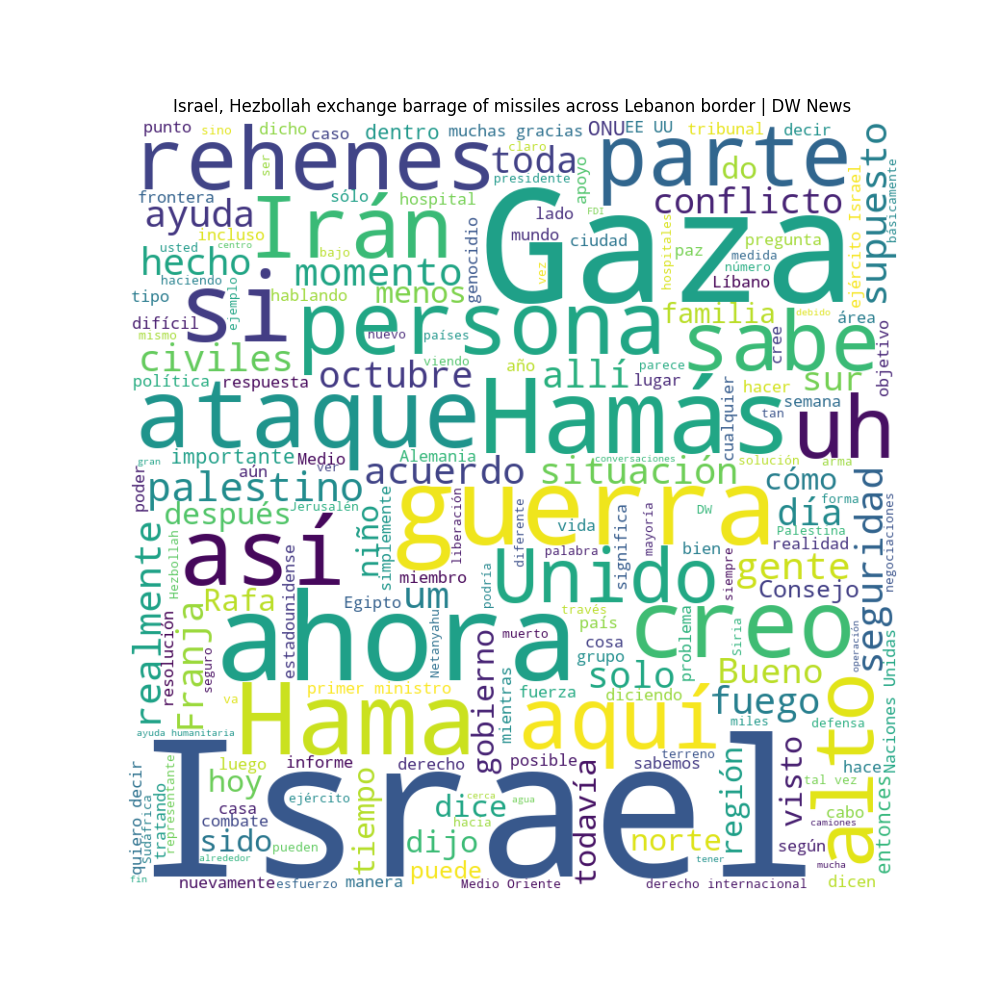 Israel, Hezbollah exchange barrage of missiles across Lebanon border | DW News
punto
sino
dicho
caso
dentro
muchas gracias
ONU
EE UU
tribunal
decir
rehenes
ser
toda
claro
presidente
apoyo
parte
do
supuesto
básicamente
frontera
sólo
hospital
FDI
conflicto
ejército Israel
ayuda
Irán
lado
Gaza
incluso
usted
centro
bajo
genocidio
mundo
ciudad
vez
hospitales
paz
pregunta
medida
número
Líbano
hecho
haciendo
momento
tipo
si
ejemplo
hablando
menos
familia
debido
área
difícil
mismo
persona
nuevo
países
sabe
cree
objetivo
civiles
viendo
política
respuesta
octubre
año
allí
parece
lugar
hacer
sur
cualquier
semana
tan
ataque
Hamás
uh
gran
importante
Medio
ver
Alemania
conversaciones
solución
arma
poder
aún
acuerdo
situación
cómo
forma
palestino
Jerusalén
simplemente
guerra
DW
día
Palestina
seguridad
negociaciones
después
Hezbollah
niño
liberación
diferente
vida
significa
mayoría
realmente
así
palabra
bien
realidad
miembro
Unido
siempre
gente
resolución
Rafa
estadounidense
Egipto
um
podría
Consejo
Franja
seguro
ahora
Netanyahu
través
país
creo
muerto
cosa
grupo
problema
Siria
operación
solo
Bueno
va
primer ministro
gobierno
mientras
fuerza
diciendo
fuego
alto
Naciones Unidas
Hama
aquí
miles
defensa
ayuda humanitaria
luego
informe
derecho
posible
terreno
sabemos
región
visto
hace
entonces
quiero decir
Sudáfrica
tratando
representante
hoy
tiempo
Israel
todavía
tal vez
casa
ejército
dice
cerca
agua
cabo
camiones
combate
hacia
sido
pueden
dijo
norte
según
alrededor
puede
tener
mucha
fin
nuevamente
esfuerzo
manera
Medio Oriente
derecho internacional
dicen